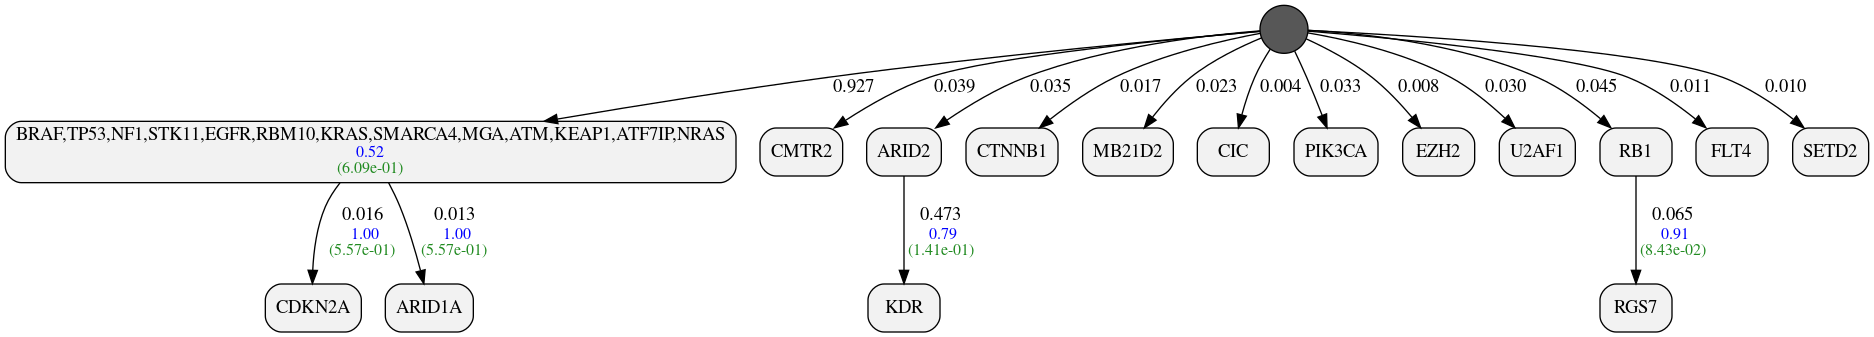 0.927
0.039
0.035
0.017
0.023
0.004
0.033
0.008
0.030
0.045
0.011
0.010
BRAF,TP53,NF1,STK11,EGFR,RBM10,KRAS,SMARCA4,MGA,ATM,KEAP1,ATF7IP,NRAS
0.52
(6.09e-01)
CMTR2
ARID2
CTNNB1
MB21D2
CIC
PIK3CA
EZH2
U2AF1
RB1
FLT4
SETD2
0.016
1.00
(5.57e-01)
0.013
1.00
(5.57e-01)
0.473
0.79
(1.41e-01)
0.065
0.91
(8.43e-02)
CDKN2A
ARID1A
KDR
RGS7